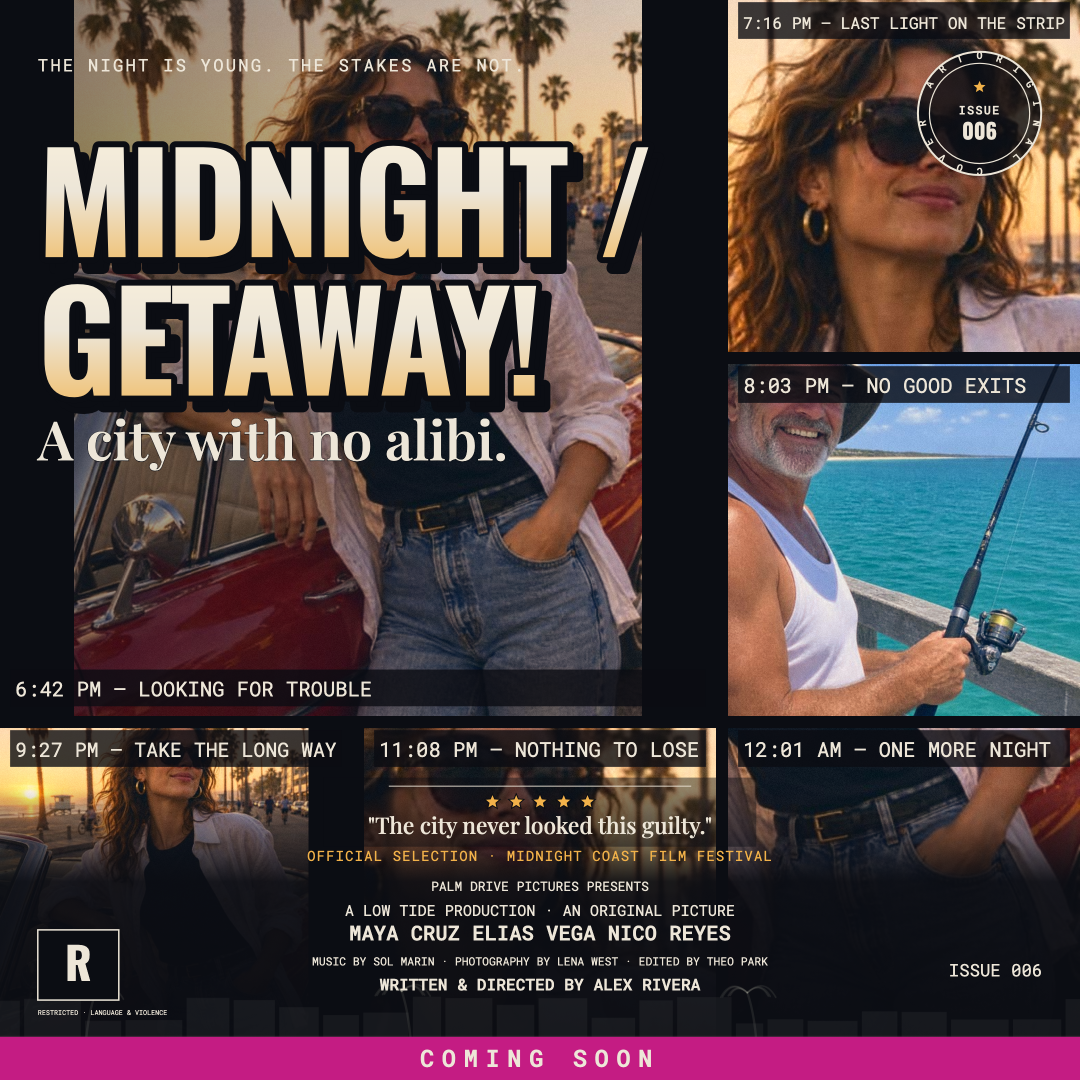 THE NIGHT IS YOUNG. THE STAKES ARE NOT.
MIDNIGHT /
GETAWAY!
A city with no alibi.
6:42 PM — LOOKING FOR TROUBLE
7:16 PM — LAST LIGHT ON THE STRIP
ORIGINAL COVER ART
ISSUE
006
8:03 PM — NO GOOD EXITS
9:27 PM — TAKE THE LONG WAY
11:08 PM — NOTHING TO LOSE
12:01 AM — ONE MORE NIGHT
"The city never looked this guilty."
OFFICIAL SELECTION · MIDNIGHT COAST FILM FESTIVAL
PALM DRIVE PICTURES PRESENTS
A LOW TIDE PRODUCTION · AN ORIGINAL PICTURE
MAYA CRUZ ELIAS VEGA NICO REYES
MUSIC BY SOL MARIN · PHOTOGRAPHY BY LENA WEST · EDITED BY THEO PARK
WRITTEN & DIRECTED BY ALEX RIVERA
R
RESTRICTED · LANGUAGE & VIOLENCE
ISSUE 006
COMING SOON